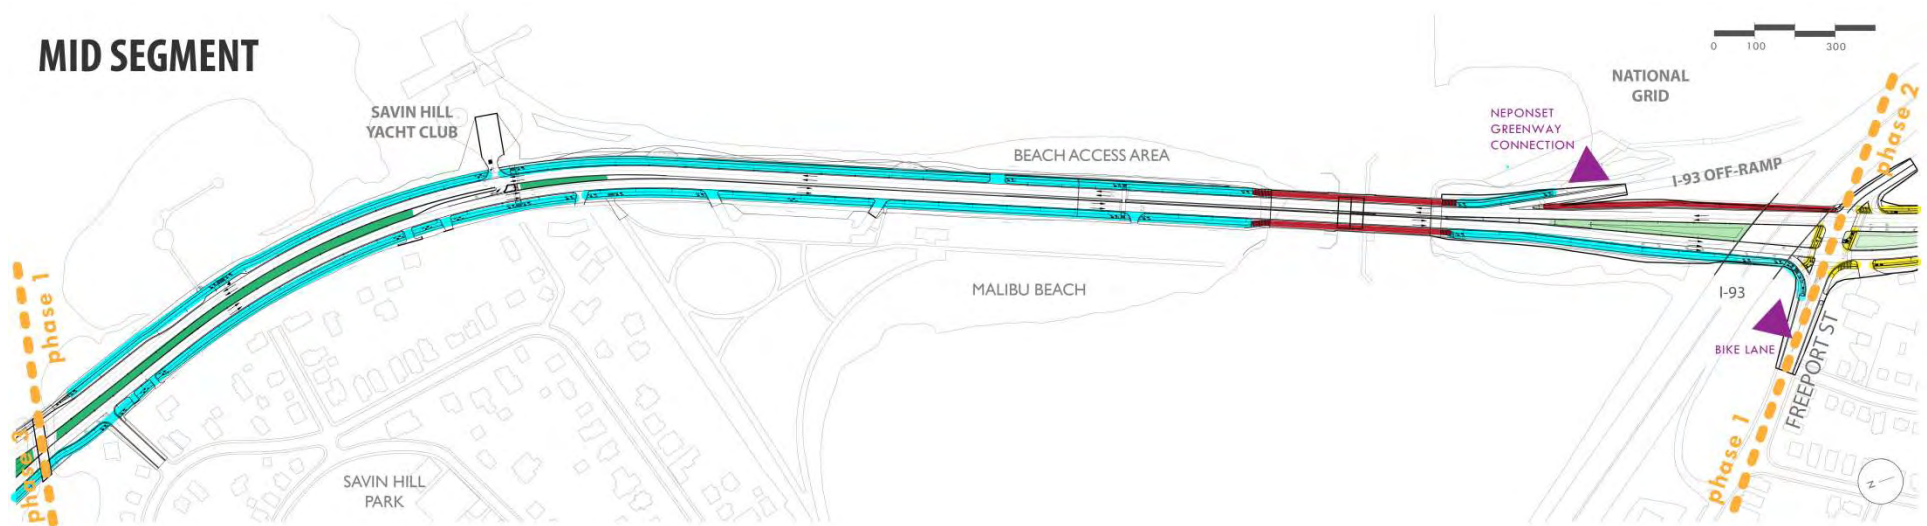 MID SEGMENT
0 100 300
NATIONAL
GRID
SAVIN HILL
YACHT CLUB
NEPONSET
GREENWAY
CONNECTION
BEACH ACCESS AREA
I-93 OFF-RAMP
phase 2
phase 1
MALIBU BEACH
I-93
BIKE LANE
FREEPORT ST
phase 1
SAVIN HILL
PARK
phase 3
N